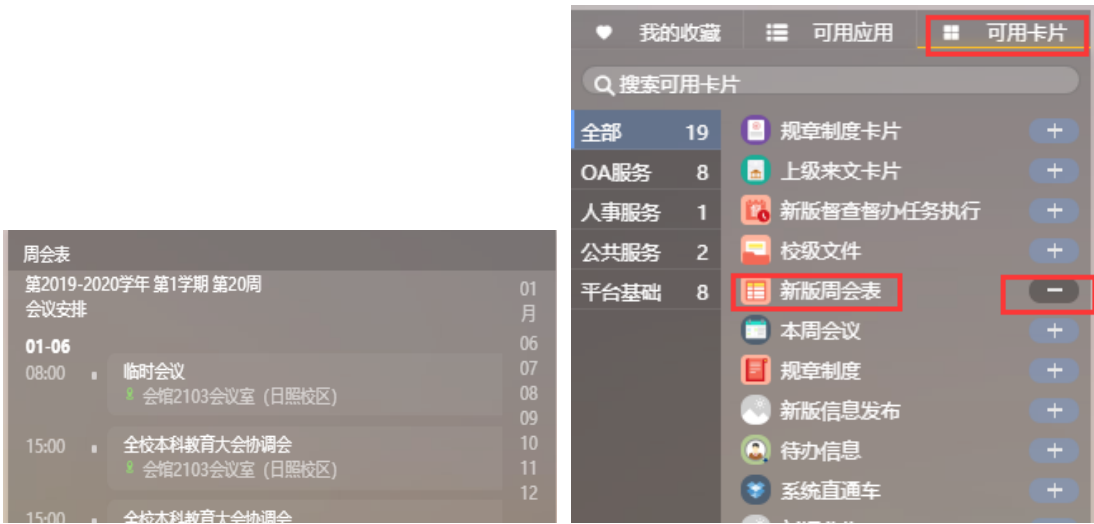 周会表
第2019-2020学年 第1学期 第20周
会议安排
01-06
08:00 临时会议
会馆2103会议室 (日照校区)
15:00 全校本科教育大会协调会
会馆2103会议室 (日照校区)
15:00 全校本科教育大会协调会
01
月
06
07
08
09
10
11
12
我的收藏 可用应用 可用卡片
搜索可用卡片
全部 19
OA服务 8
人事服务 1
公共服务 2
平台基础 8
规章制度卡片
上级来文卡片
新版督查督办任务执行
校级文件
新版周会表
本周会议
规章制度
新版信息发布
待办信息
系统直通车